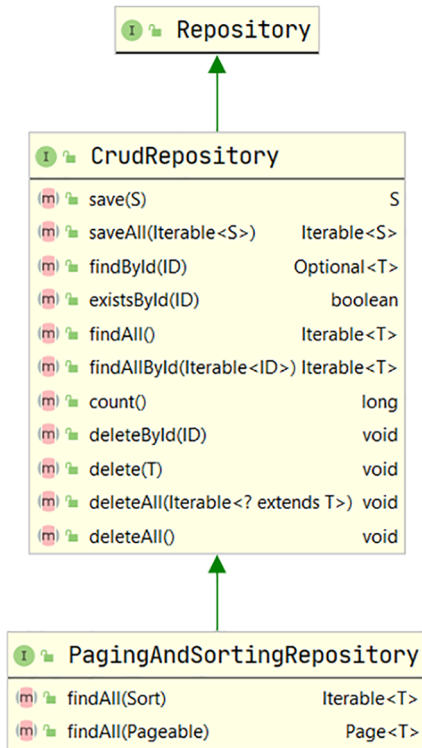 I Repository
I CrudRepository
m save(S) S
m saveAll(Iterable<S>) Iterable<S>
m findById(ID) Optional<T>
m existsById(ID) boolean
m findAll() Iterable<T>
m findAllById(Iterable<ID>) Iterable<T>
m count() long
m deleteById(ID) void
m delete(T) void
m deleteAll(Iterable<? extends T>) void
m deleteAll() void
I PagingAndSortingRepository
m findAll(Sort) Iterable<T>
m findAll(Pageable) Page<T>